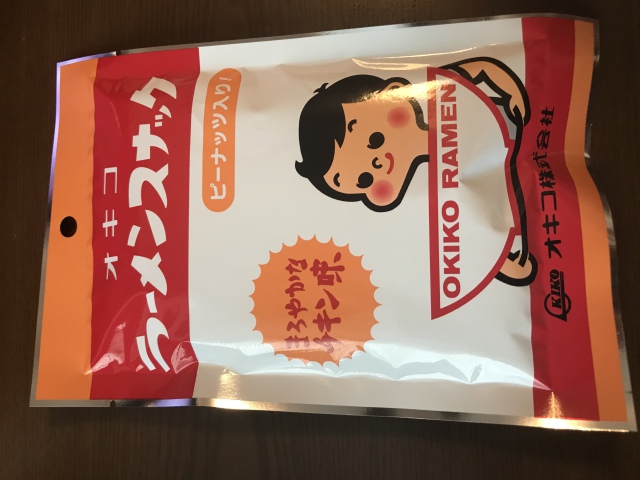 オキコ
ラーメンスナック
ピーナッツ入り!
まろやかな
チキン味
OKIKO RAMEN
OKIKO
オキコ株式会社